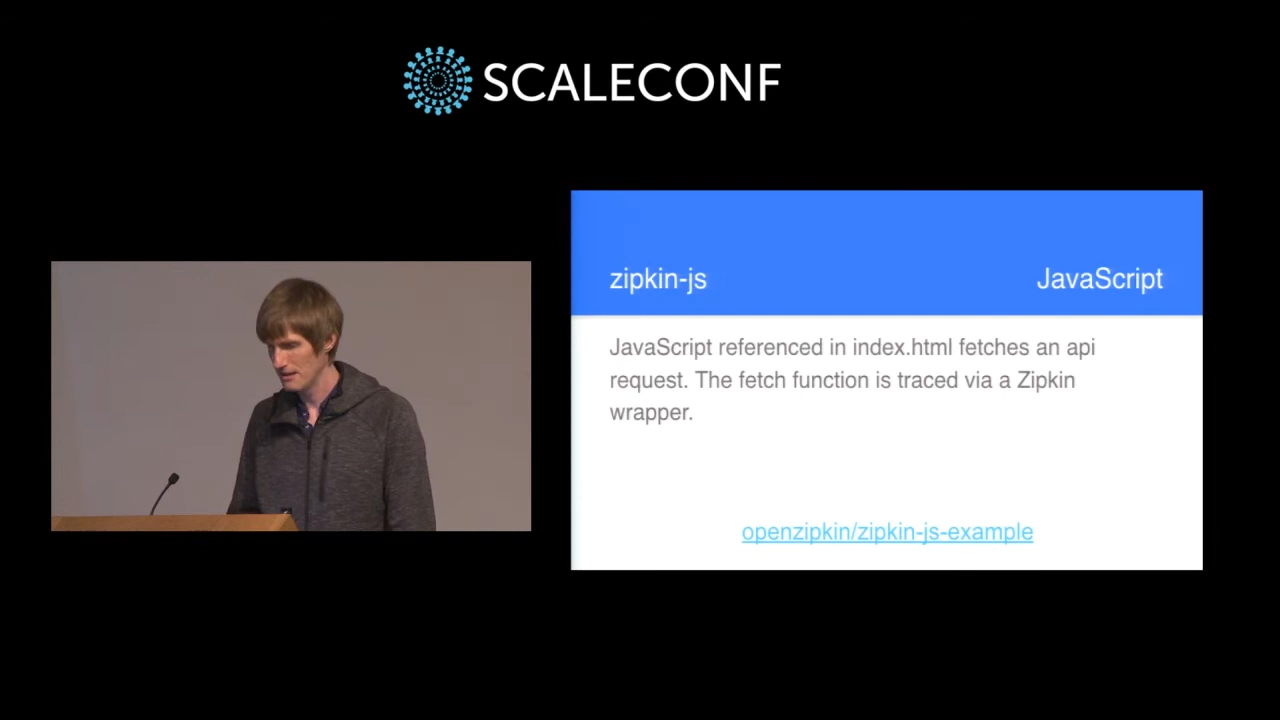 SCALECONF
zipkin-js
JavaScript
JavaScript referenced in index.html fetches an api
request. The fetch function is traced via a Zipkin
wrapper.
openzipkin/zipkin-js-example